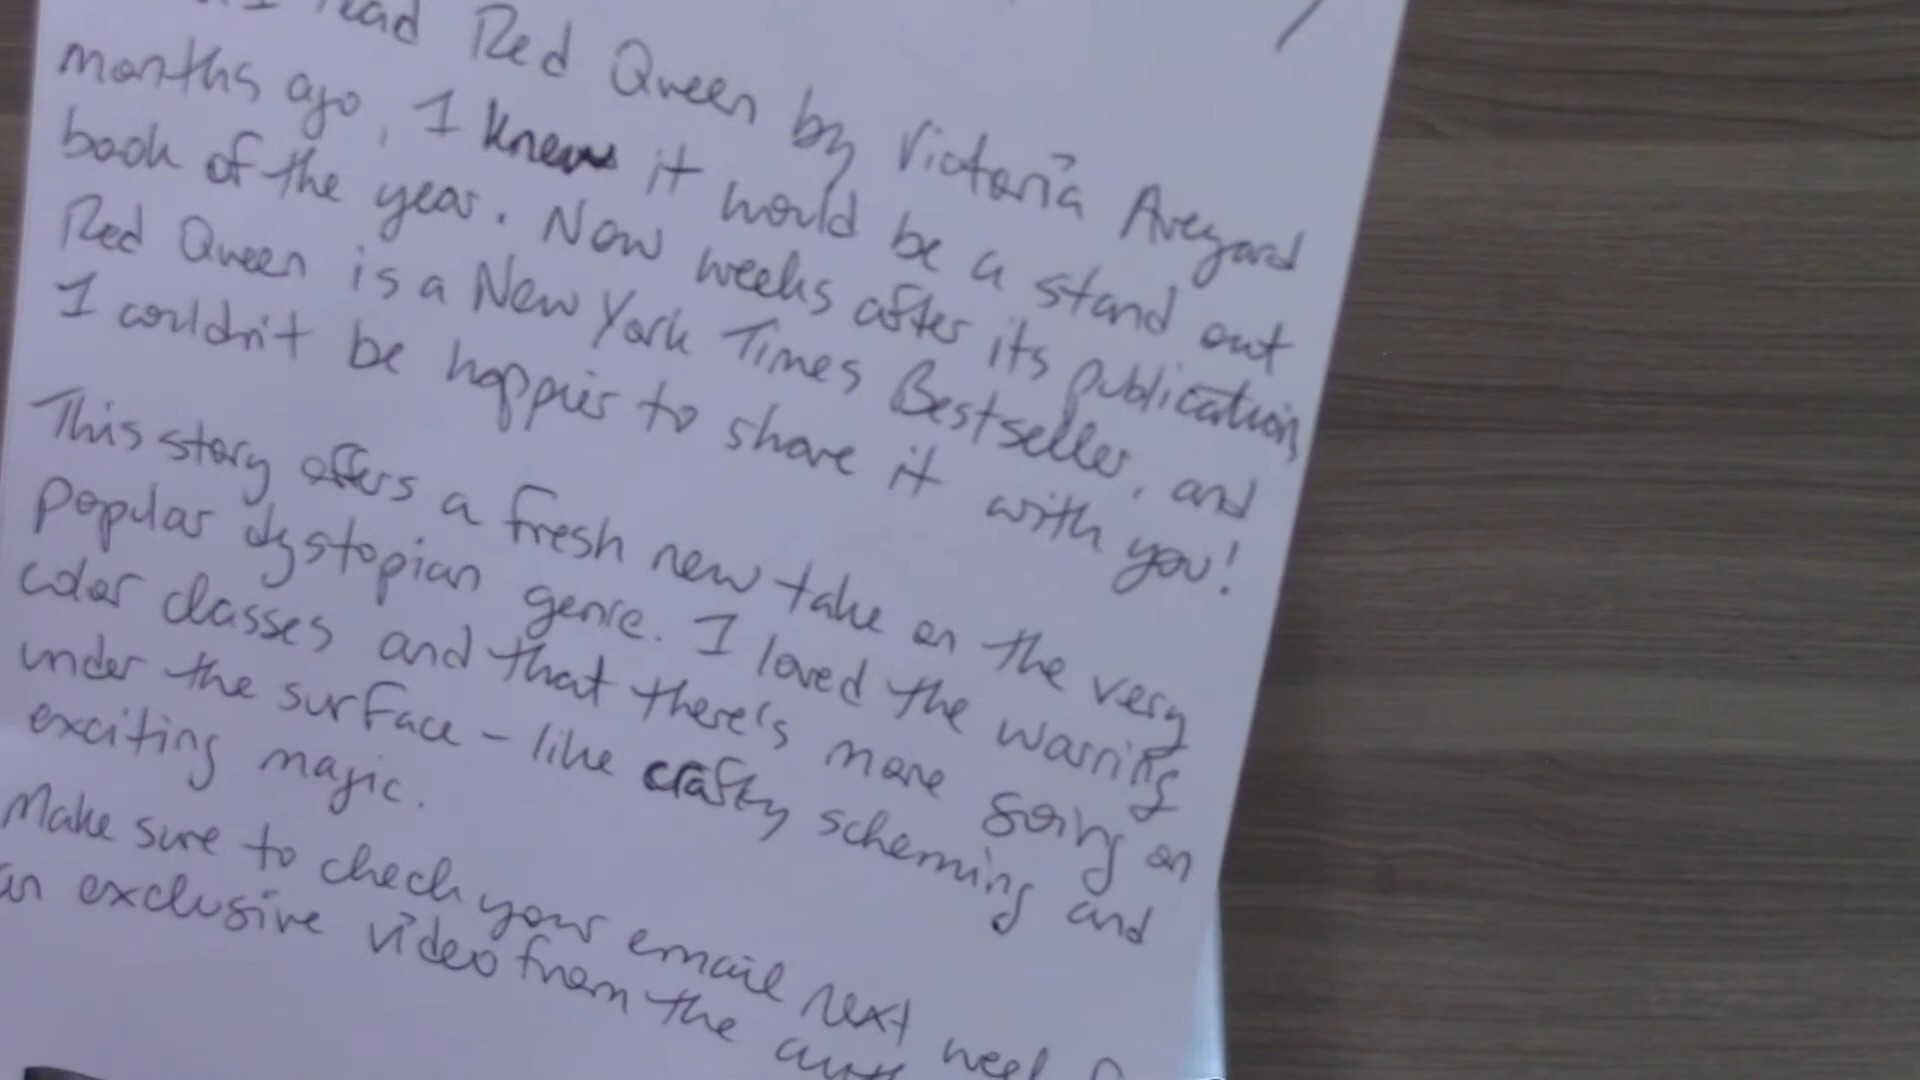 I read Red Queen by Victoria Aveyard
months ago, I knew it would be a stand out
book of the year. Now weeks after its publication,
Red Queen is a New York Times Bestseller, and
I couldn't be happier to share it with you!
This story offers a fresh new take on the very
popular dystopian genre. I loved the warring
color classes and that there's more going on
under the surface - like crafty scheming and
exciting magic.
Make sure to check your email next week
an exclusive video from the